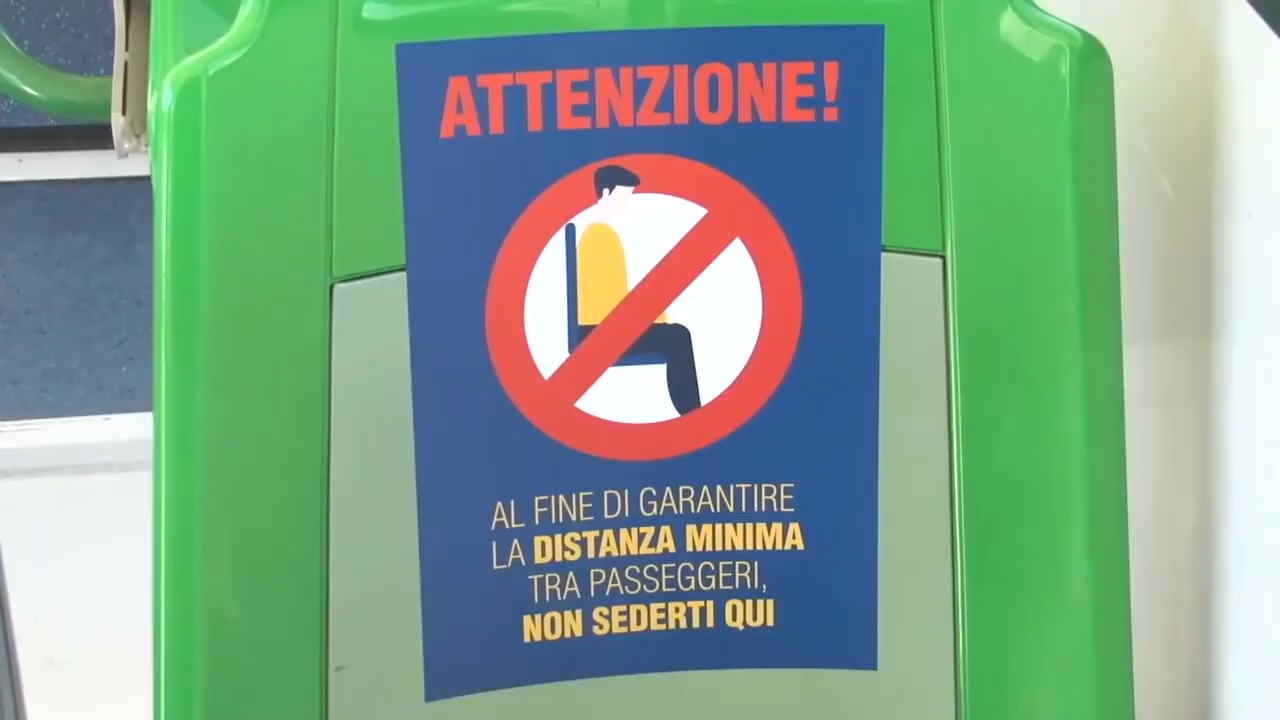 ATTENZIONE!
AL FINE DI GARANTIRE
LA DISTANZA MINIMA
TRA PASSEGGERI,
NON SEDERTI QUI